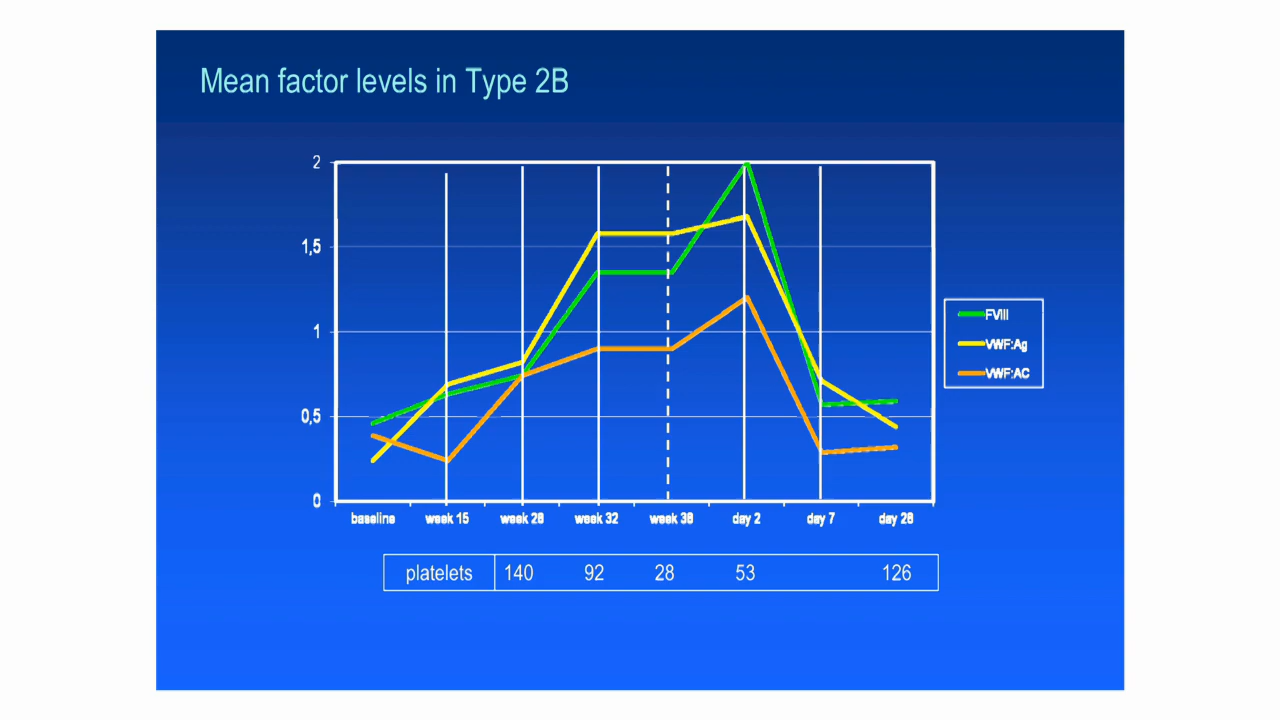 Mean factor levels in Type 2B
2
1,5
1
0,5
0
FVIII
VWF:Ag
VWF:AC
baseline week 15 week 28 week 32 week 38 day 2 day 7 day 28
platelets 140 92 28 53 126